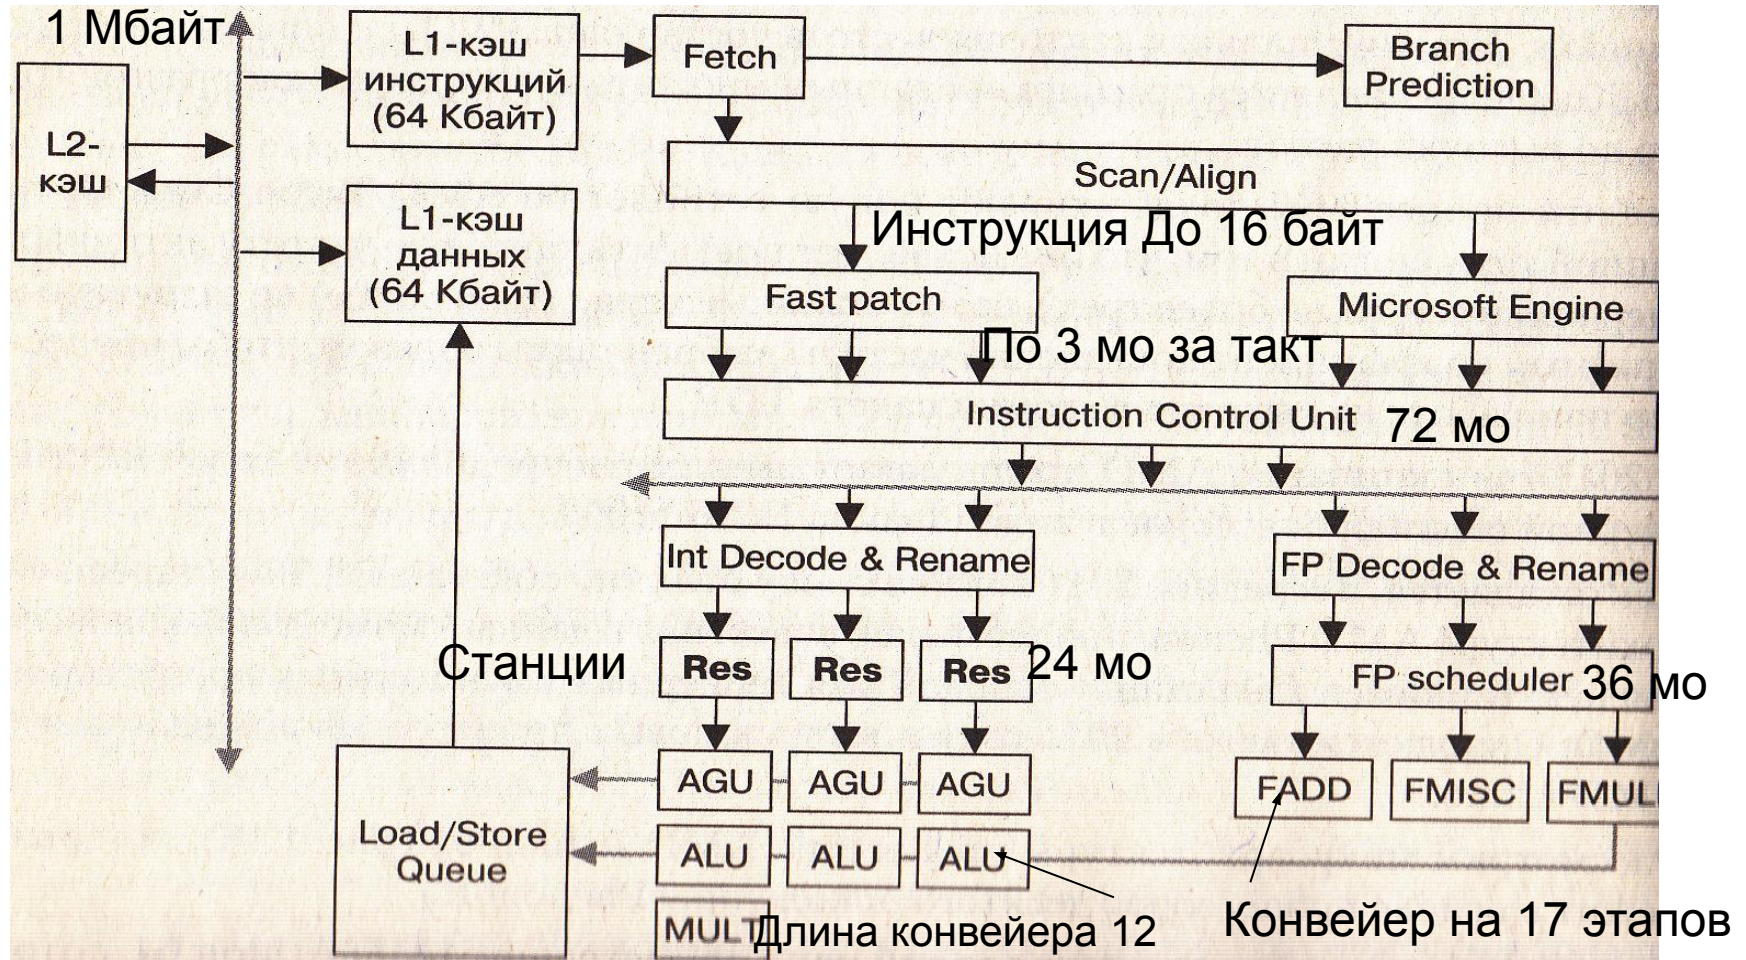 1 Мбайт
L2-
кэш
L1-кэш
инструкций
(64 Кбайт)
Fetch
Branch
Prediction
Scan/Align
L1-кэш
данных
(64 Кбайт)
Инструкция До 16 байт
Fast patch
Microsoft Engine
По 3 мо за такт
Instruction Control Unit
72 мо
Int Decode & Rename
FP Decode & Rename
Станции
Res
Res
Res
24 мо
FP scheduler
36 мо
AGU
AGU
AGU
FADD
FMISC
FMUL
Load/Store
Queue
ALU
ALU
ALU
MULT
Длина конвейера 12
Конвейер на 17 этапов